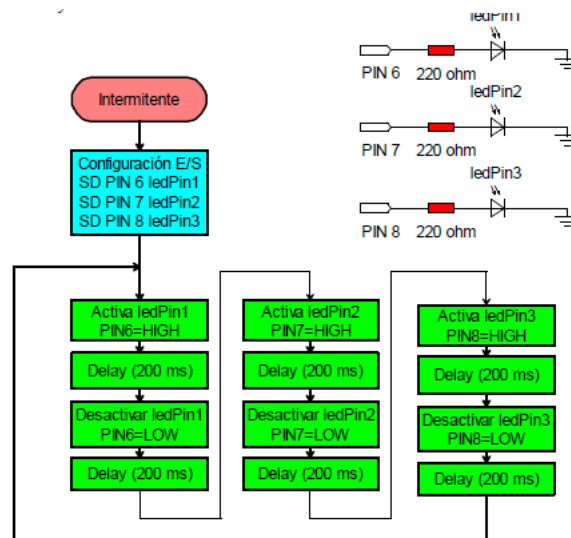 ledPin1
PIN 6
220 ohm
ledPin2
PIN 7
220 ohm
ledPin3
PIN 8
220 ohm
Intermitente
Configuración E/S
SD PIN 6 ledPin1
SD PIN 7 ledPin2
SD PIN 8 ledPin3
Activa ledPin1
PIN6=HIGH
Delay (200 ms)
Desactivar ledPin1
PIN6=LOW
Delay (200 ms)
Activa ledPin2
PIN7=HIGH
Delay (200 ms)
Desactivar ledPin2
PIN7=LOW
Delay (200 ms)
Activa ledPin3
PIN8=HIGH
Delay (200 ms)
Desactivar ledPin3
PIN8=LOW
Delay (200 ms)